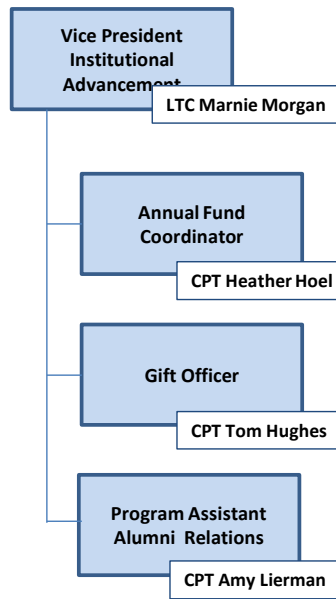 Vice President
Institutional
Advancement
LTC Marnie Morgan
Annual Fund
Coordinator
CPT Heather Hoel
Gift Officer
CPT Tom Hughes
Program Assistant
Alumni Relations
CPT Amy Lierman